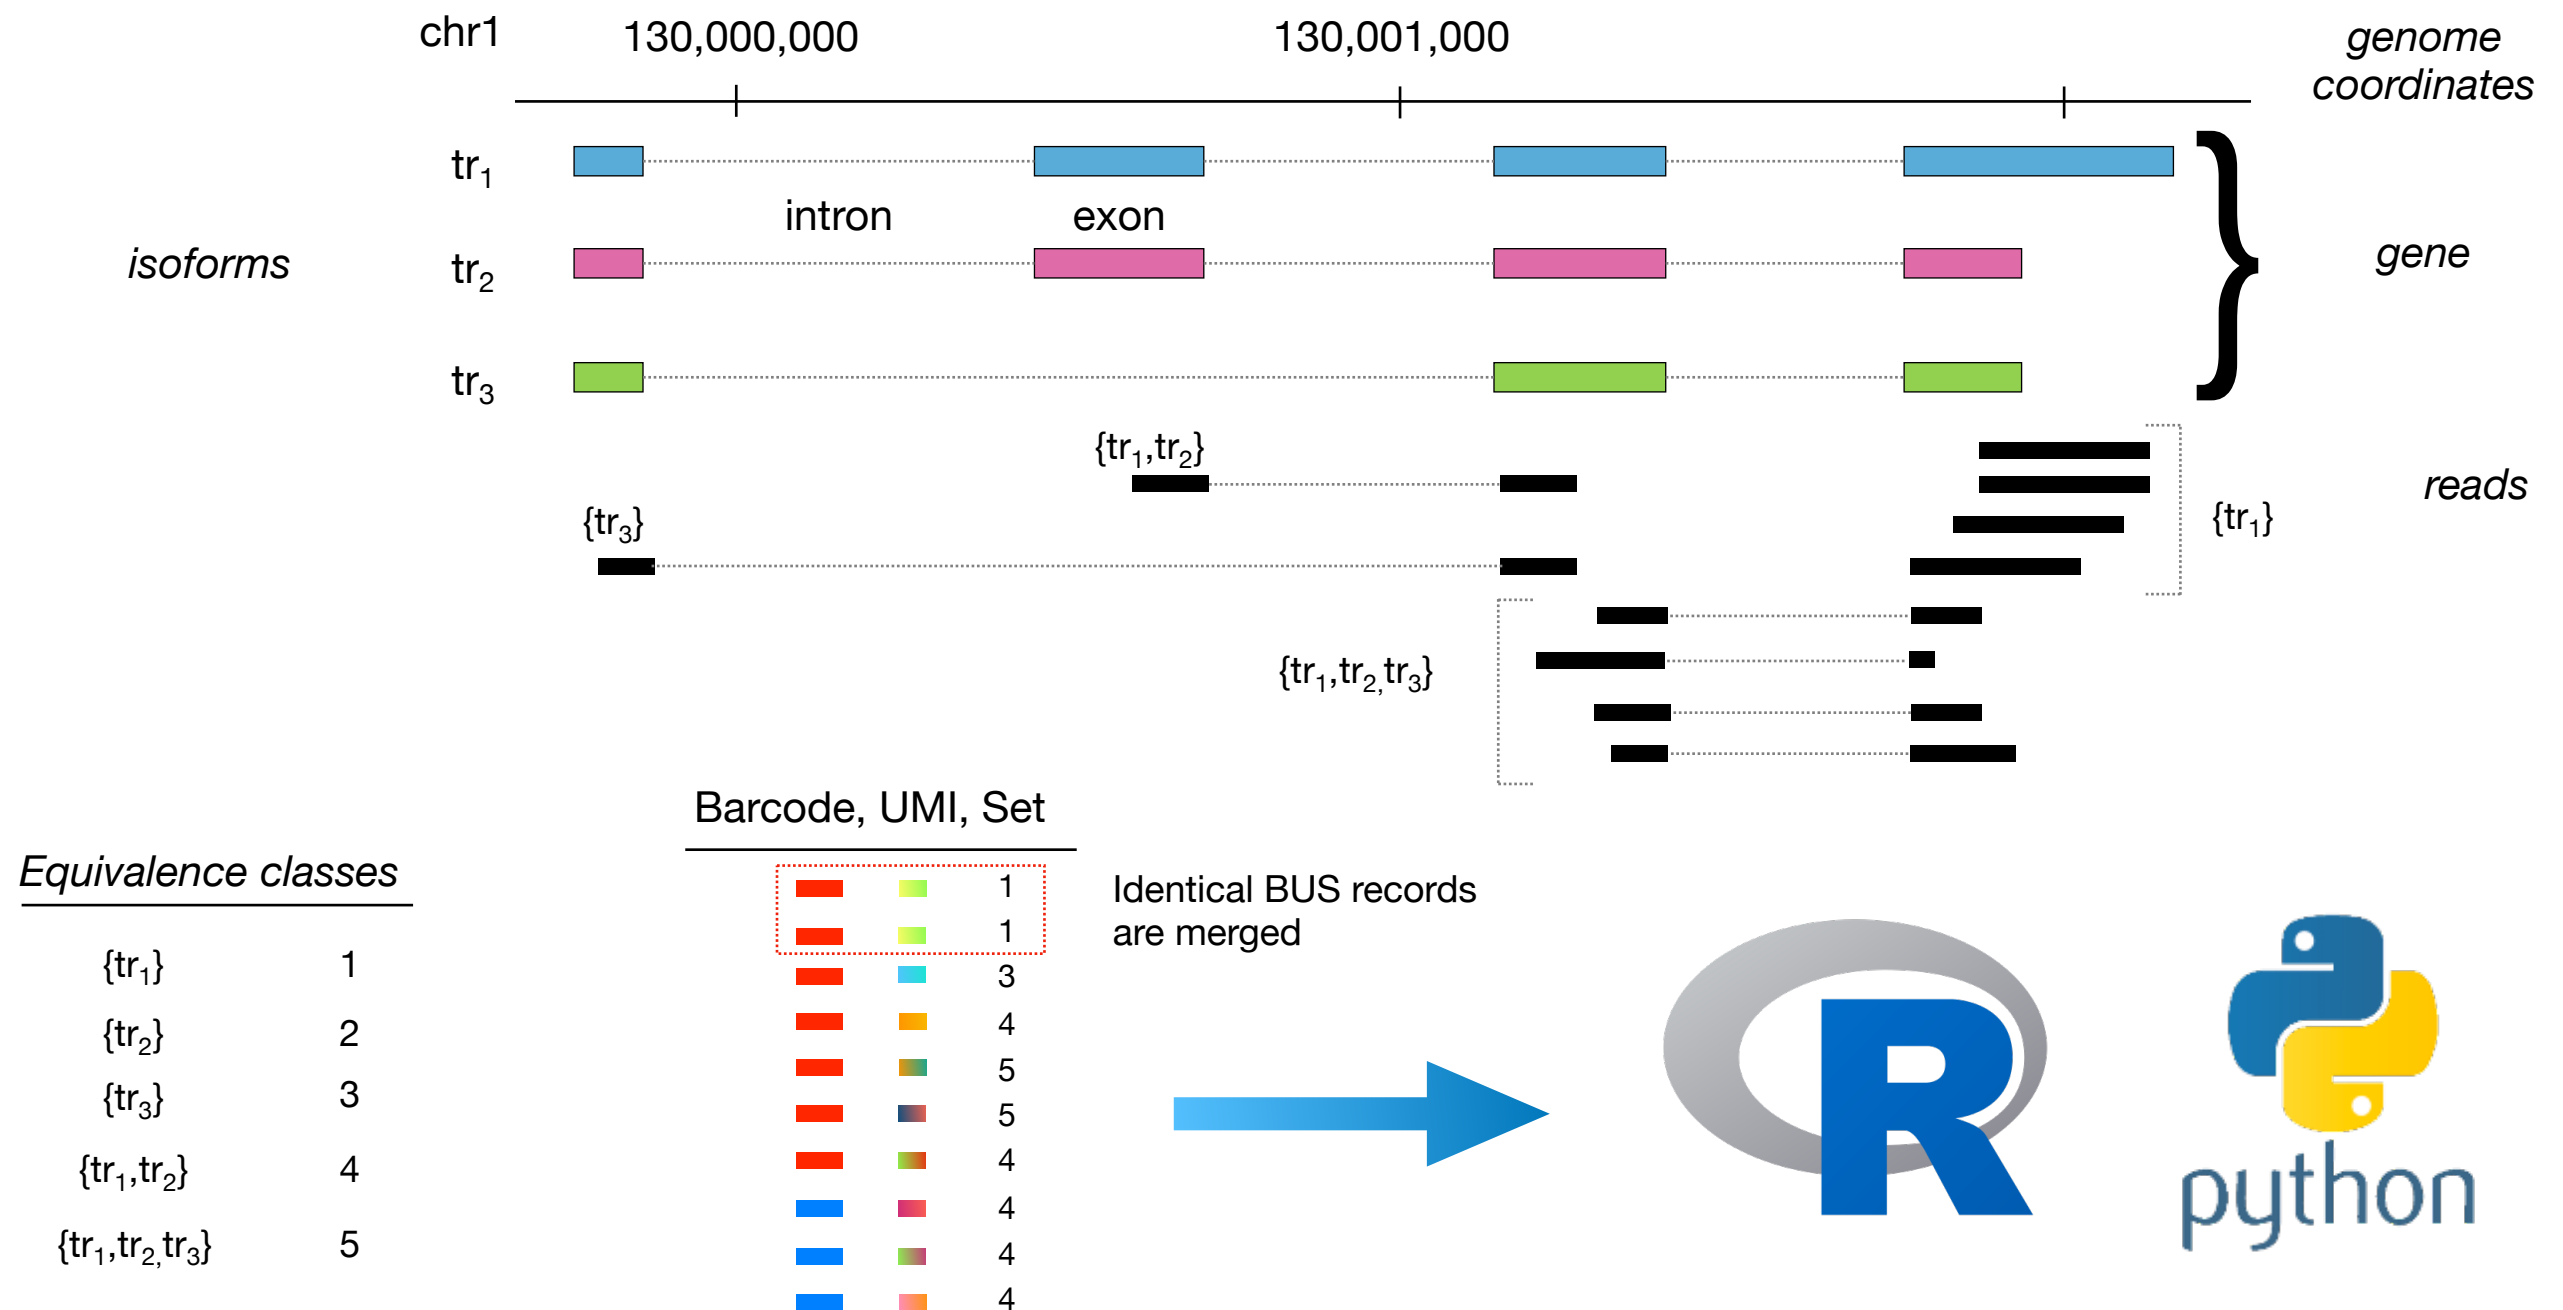 chr1 130,000,000 130,001,000 genome
coordinates
tr1
intron exon
isoforms tr2 gene
tr3
{tr1,tr2}
reads
{tr3} {tr1}
{tr1,tr2,tr3}
Barcode, UMI, Set
Equivalence classes
1 Identical BUS records
1 are merged
{tr1} 1
3
{tr2} 2
4
5
{tr3} 3
5
{tr1,tr2} 4
4
R
python
4
{tr1,tr2,tr3} 5
4
4